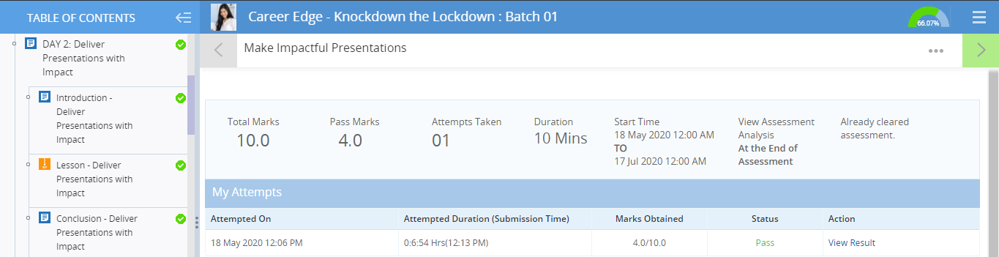 TABLE OF CONTENTS
Career Edge - Knockdown the Lockdown : Batch 01
66.07%
DAY 2: Deliver
Presentations with
Impact
Introduction -
Deliver
Presentations with
Impact
Lesson - Deliver
Presentations with
Impact
Conclusion - Deliver
Presentations with
Impact
Make Impactful Presentations
Total Marks
10.0
Pass Marks
4.0
Attempts Taken
01
Duration
10 Mins
Start Time
18 May 2020 12:00 AM
TO
17 Jul 2020 12:00 AM
View Assessment
Analysis
At the End of
Assessment
Already cleared
assessment.
My Attempts
Attempted On Attempted Duration (Submission Time) Marks Obtained Status Action
18 May 2020 12:06 PM 0:6:54 Hrs(12:13 PM) 4.0/10.0 Pass View Result